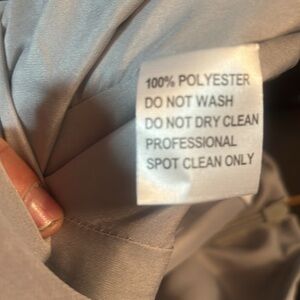 100% POLYESTER
DO NOT WASH
DO NOT DRY CLEAN
PROFESSIONAL
SPOT CLEAN ONLY